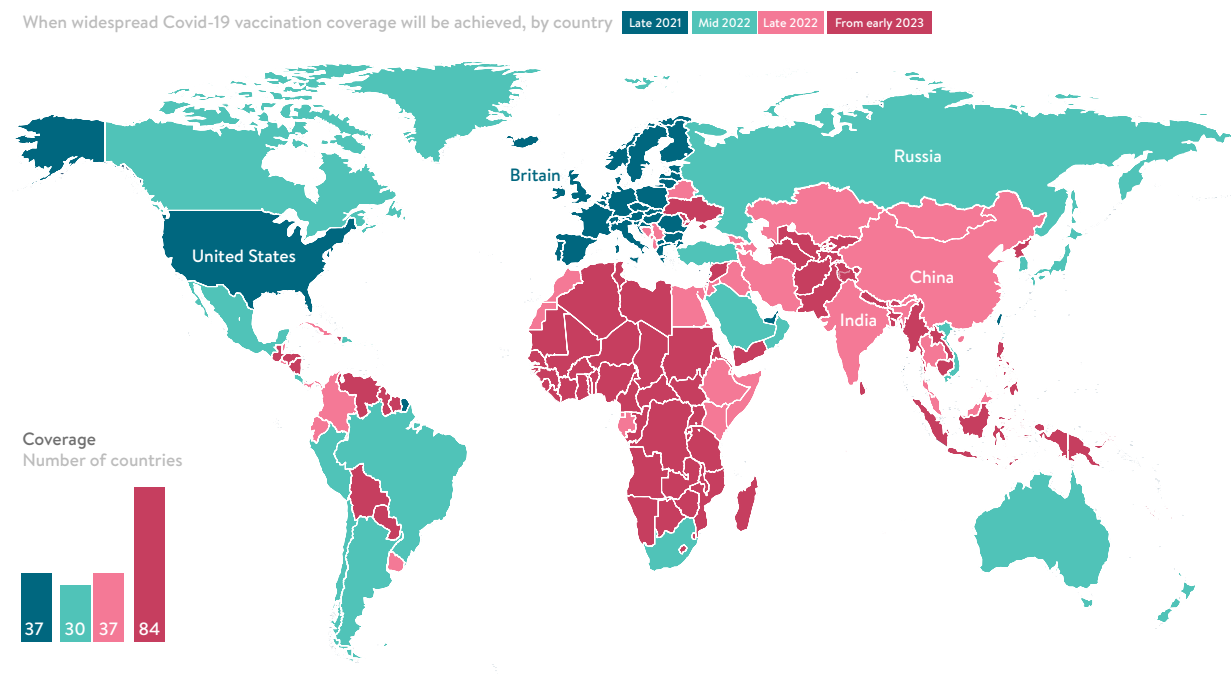 When widespread Covid-19 vaccination coverage will be achieved, by country Late 2021 Mid 2022 Late 2022 From early 2023
Russia
Britain
United States
China
India
Coverage
Number of countries
37 30 37 84